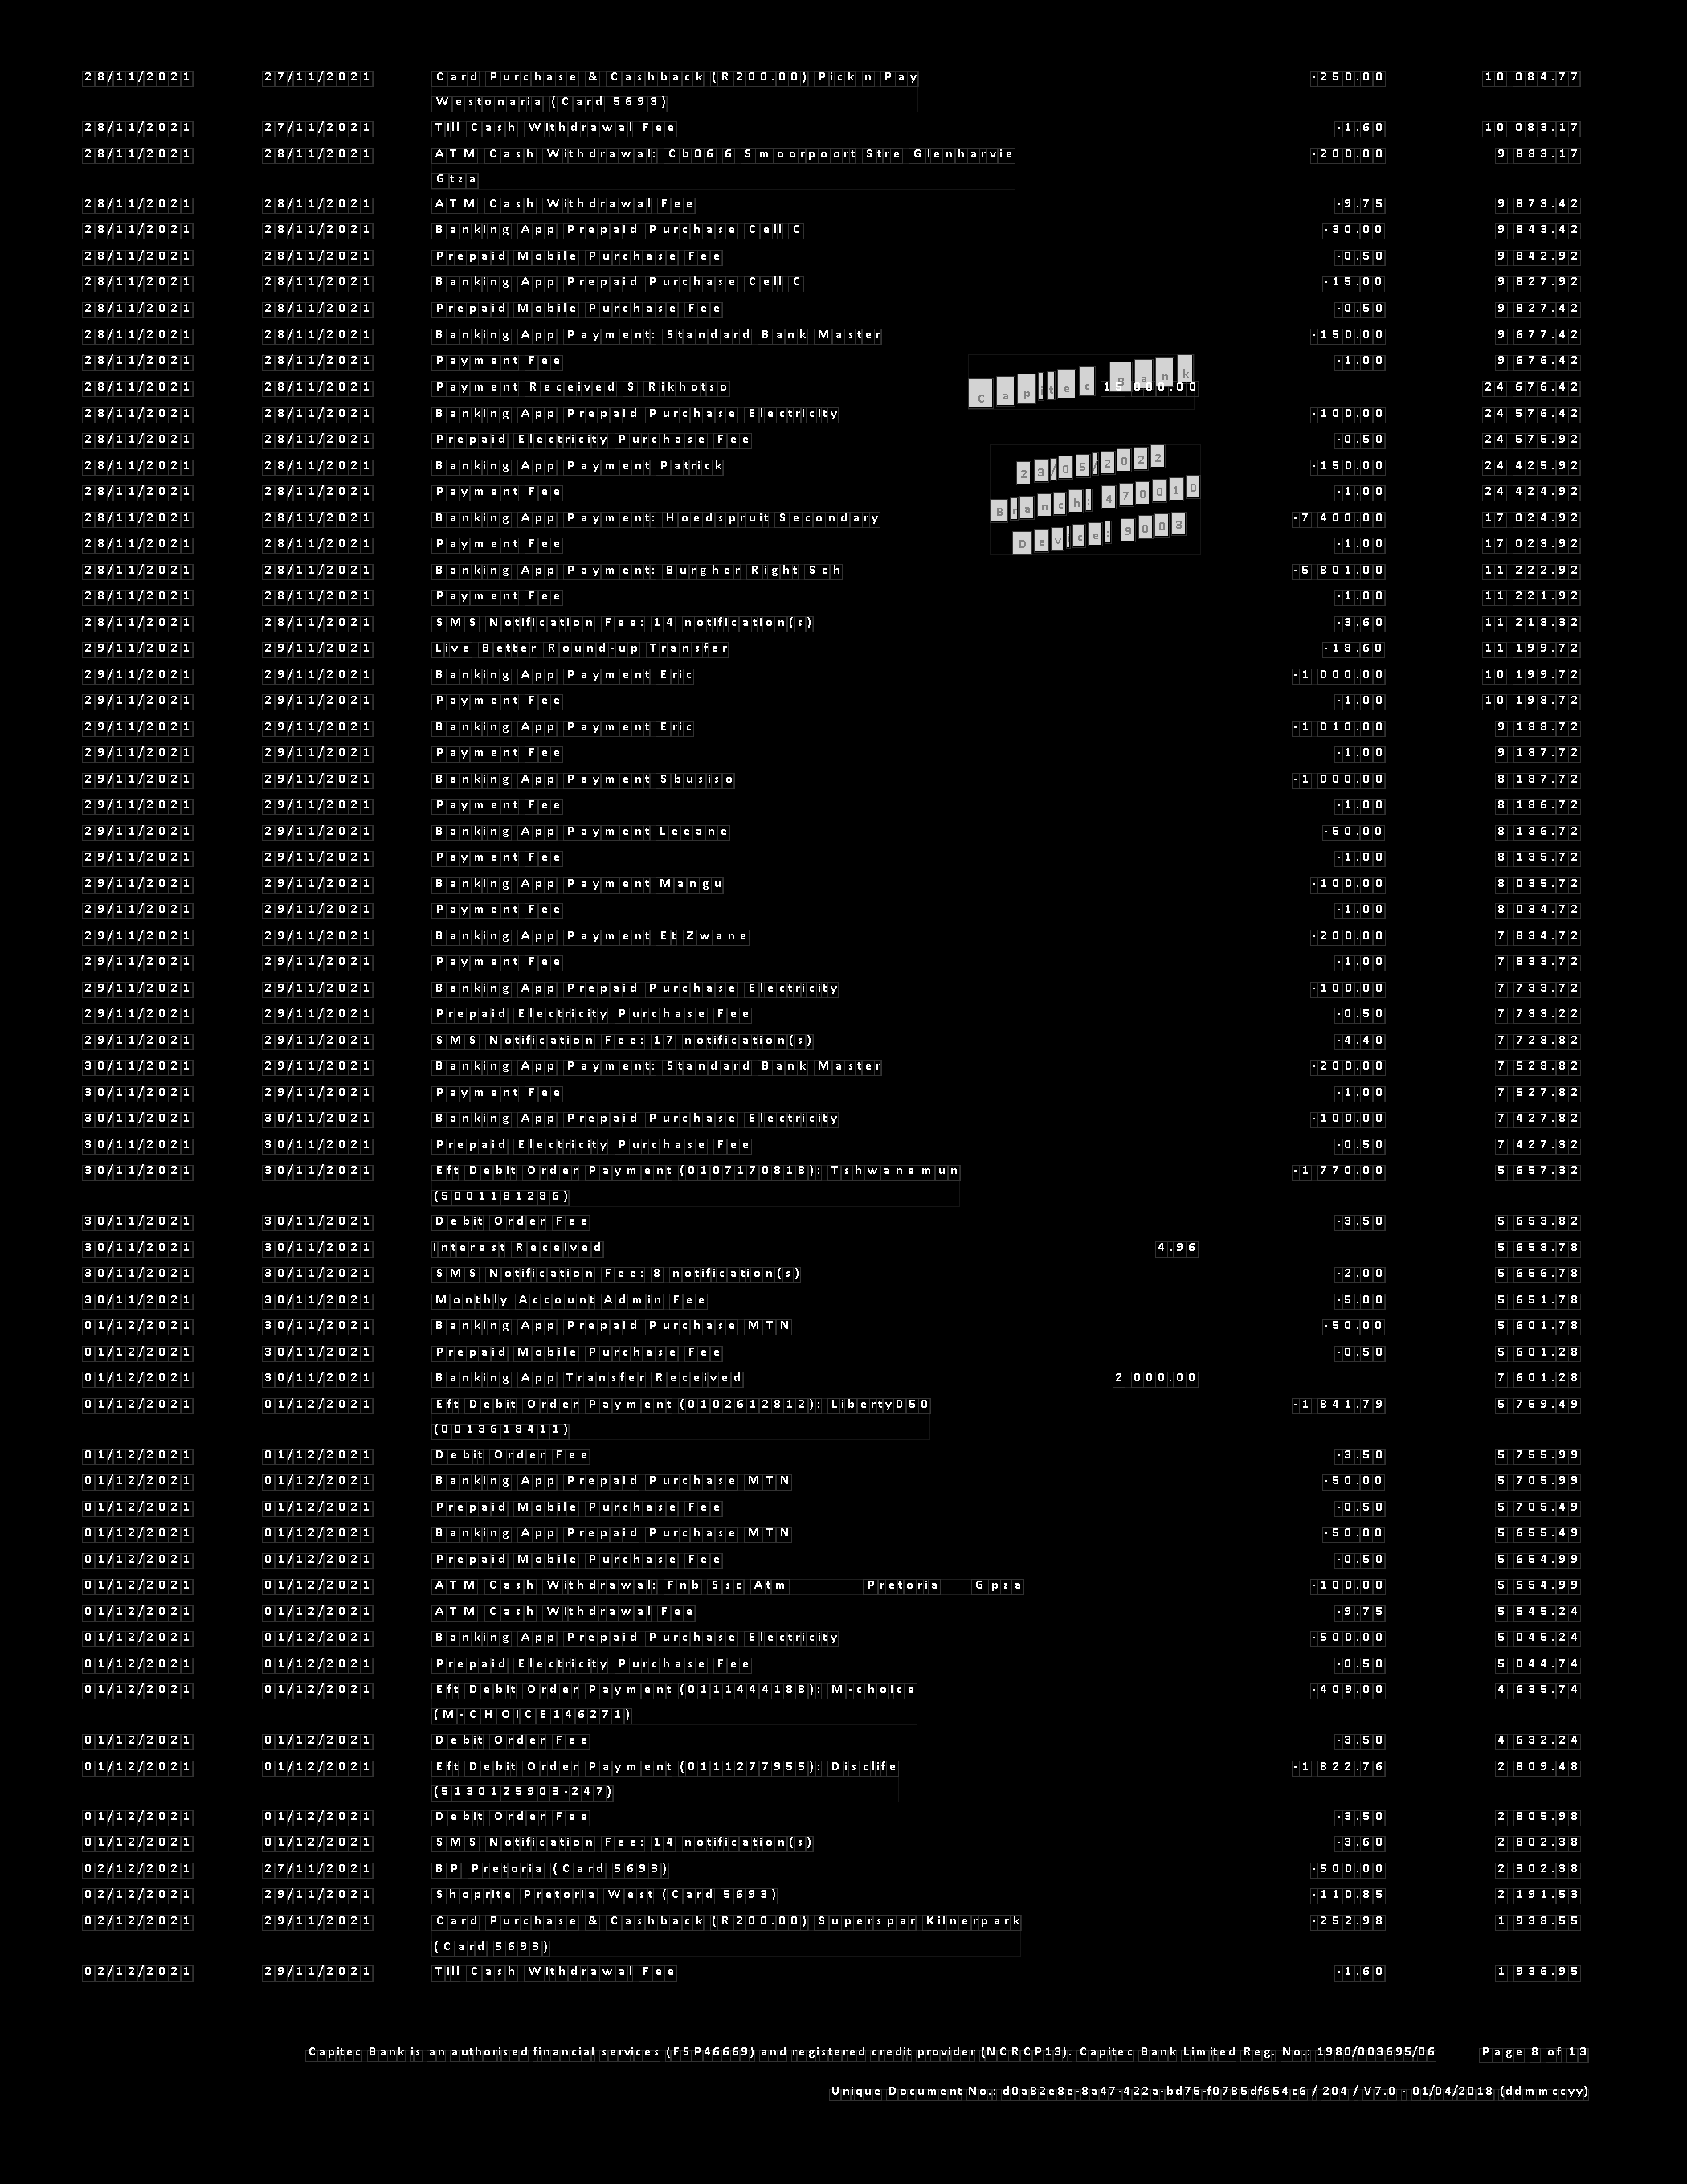 28/11/2021 27/11/2021 Card Purchase & Cashback (R200.00) Pick n Pay -250.00 10 084.77
Westonaria (Card 5693)
28/11/2021 27/11/2021 Till Cash Withdrawal Fee -1.60 10 083.17
28/11/2021 28/11/2021 ATM Cash Withdrawal: Cb06 6 Smoorpoort Stre Glenharvie -200.00 9 883.17
Gtza
28/11/2021 28/11/2021 ATM Cash Withdrawal Fee -9.75 9 873.42
28/11/2021 28/11/2021 Banking App Prepaid Purchase Cell C -30.00 9 843.42
28/11/2021 28/11/2021 Prepaid Mobile Purchase Fee -0.50 9 842.92
28/11/2021 28/11/2021 Banking App Prepaid Purchase Cell C -15.00 9 827.92
28/11/2021 28/11/2021 Prepaid Mobile Purchase Fee -0.50 9 827.42
28/11/2021 28/11/2021 Banking App Payment: Standard Bank Master -150.00 9 677.42
28/11/2021 28/11/2021 Payment Fee -1.00 9 676.42
Capitec Bank
28/11/2021 28/11/2021 Payment Received S Rikhotso 15 000.00 24 676.42
28/11/2021 28/11/2021 Banking App Prepaid Purchase Electricity -100.00 24 576.42
28/11/2021 28/11/2021 Prepaid Electricity Purchase Fee -0.50 24 575.92
28/11/2021 28/11/2021 Banking App Payment Patrick -150.00 24 425.92
23/05/2022
28/11/2021 28/11/2021 Payment Fee -1.00 24 424.92
Branch: 470010
28/11/2021 28/11/2021 Banking App Payment: Hoedspruit Secondary -7 400.00 17 024.92
Device: 9003
28/11/2021 28/11/2021 Payment Fee -1.00 17 023.92
28/11/2021 28/11/2021 Banking App Payment: Burgher Right Sch -5 801.00 11 222.92
28/11/2021 28/11/2021 Payment Fee -1.00 11 221.92
28/11/2021 28/11/2021 SMS Notification Fee: 14 notification(s) -3.60 11 218.32
29/11/2021 29/11/2021 Live Better Round-up Transfer -18.60 11 199.72
29/11/2021 29/11/2021 Banking App Payment Eric -1 000.00 10 199.72
29/11/2021 29/11/2021 Payment Fee -1.00 10 198.72
29/11/2021 29/11/2021 Banking App Payment Eric -1 010.00 9 188.72
29/11/2021 29/11/2021 Payment Fee -1.00 9 187.72
29/11/2021 29/11/2021 Banking App Payment Sbusiso -1 000.00 8 187.72
29/11/2021 29/11/2021 Payment Fee -1.00 8 186.72
29/11/2021 29/11/2021 Banking App Payment Leeane -50.00 8 136.72
29/11/2021 29/11/2021 Payment Fee -1.00 8 135.72
29/11/2021 29/11/2021 Banking App Payment Mangu -100.00 8 035.72
29/11/2021 29/11/2021 Payment Fee -1.00 8 034.72
29/11/2021 29/11/2021 Banking App Payment Et Zwane -200.00 7 834.72
29/11/2021 29/11/2021 Payment Fee -1.00 7 833.72
29/11/2021 29/11/2021 Banking App Prepaid Purchase Electricity -100.00 7 733.72
29/11/2021 29/11/2021 Prepaid Electricity Purchase Fee -0.50 7 733.22
29/11/2021 29/11/2021 SMS Notification Fee: 17 notification(s) -4.40 7 728.82
30/11/2021 29/11/2021 Banking App Payment: Standard Bank Master -200.00 7 528.82
30/11/2021 29/11/2021 Payment Fee -1.00 7 527.82
30/11/2021 30/11/2021 Banking App Prepaid Purchase Electricity -100.00 7 427.82
30/11/2021 30/11/2021 Prepaid Electricity Purchase Fee -0.50 7 427.32
30/11/2021 30/11/2021 Eft Debit Order Payment (0107170818): Tshwanemun -1 770.00 5 657.32
(5001181286)
30/11/2021 30/11/2021 Debit Order Fee -3.50 5 653.82
30/11/2021 30/11/2021 Interest Received 4.96 5 658.78
30/11/2021 30/11/2021 SMS Notification Fee: 8 notification(s) -2.00 5 656.78
30/11/2021 30/11/2021 Monthly Account Admin Fee -5.00 5 651.78
01/12/2021 30/11/2021 Banking App Prepaid Purchase MTN -50.00 5 601.78
01/12/2021 30/11/2021 Prepaid Mobile Purchase Fee -0.50 5 601.28
01/12/2021 30/11/2021 Banking App Transfer Received 2 000.00 7 601.28
01/12/2021 01/12/2021 Eft Debit Order Payment (0102612812): Liberty050 -1 841.79 5 759.49
(0013618411)
01/12/2021 01/12/2021 Debit Order Fee -3.50 5 755.99
01/12/2021 01/12/2021 Banking App Prepaid Purchase MTN -50.00 5 705.99
01/12/2021 01/12/2021 Prepaid Mobile Purchase Fee -0.50 5 705.49
01/12/2021 01/12/2021 Banking App Prepaid Purchase MTN -50.00 5 655.49
01/12/2021 01/12/2021 Prepaid Mobile Purchase Fee -0.50 5 654.99
01/12/2021 01/12/2021 ATM Cash Withdrawal: Fnb Ssc Atm Pretoria Gpza -100.00 5 554.99
01/12/2021 01/12/2021 ATM Cash Withdrawal Fee -9.75 5 545.24
01/12/2021 01/12/2021 Banking App Prepaid Purchase Electricity -500.00 5 045.24
01/12/2021 01/12/2021 Prepaid Electricity Purchase Fee -0.50 5 044.74
01/12/2021 01/12/2021 Eft Debit Order Payment (0111444188): M-choice -409.00 4 635.74
(M-CHOICE146271)
01/12/2021 01/12/2021 Debit Order Fee -3.50 4 632.24
01/12/2021 01/12/2021 Eft Debit Order Payment (0111277955): Disclife -1 822.76 2 809.48
(5130125903-247)
01/12/2021 01/12/2021 Debit Order Fee -3.50 2 805.98
01/12/2021 01/12/2021 SMS Notification Fee: 14 notification(s) -3.60 2 802.38
02/12/2021 27/11/2021 BP Pretoria (Card 5693) -500.00 2 302.38
02/12/2021 29/11/2021 Shoprite Pretoria West (Card 5693) -110.85 2 191.53
02/12/2021 29/11/2021 Card Purchase & Cashback (R200.00) Superspar Kilnerpark -252.98 1 938.55
(Card 5693)
02/12/2021 29/11/2021 Till Cash Withdrawal Fee -1.60 1 936.95
Capitec Bank is an authorised financial services (FSP46669) and registered credit provider (NCRCP13). Capitec Bank Limited Reg. No.: 1980/003695/06 Page 8 of 13
Unique Document No.: d0a82e8e-8a47-422a-bd75-f0785df654c6 / 204 / V7.0 - 01/04/2018 (ddmmccyy)